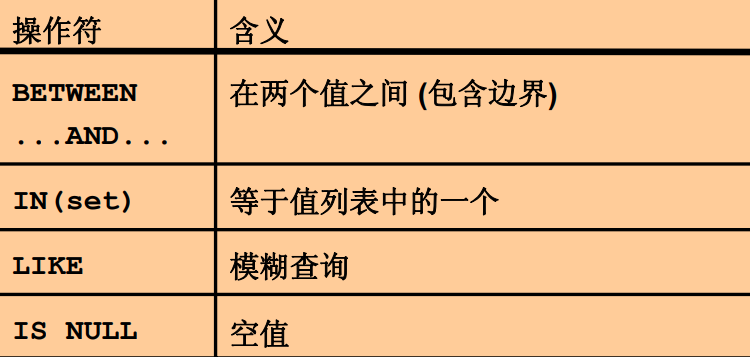 操作符 含义
BETWEEN 在两个值之间 (包含边界)
...AND...
IN(set) 等于值列表中的一个
LIKE 模糊查询
IS NULL 空值